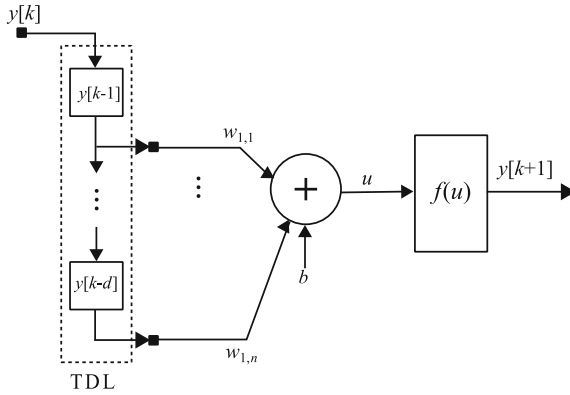 y[k]
y[k-1]
w1,1
u
f(u)
y[k+1]
b
y[k-d]
w1,n
TDL